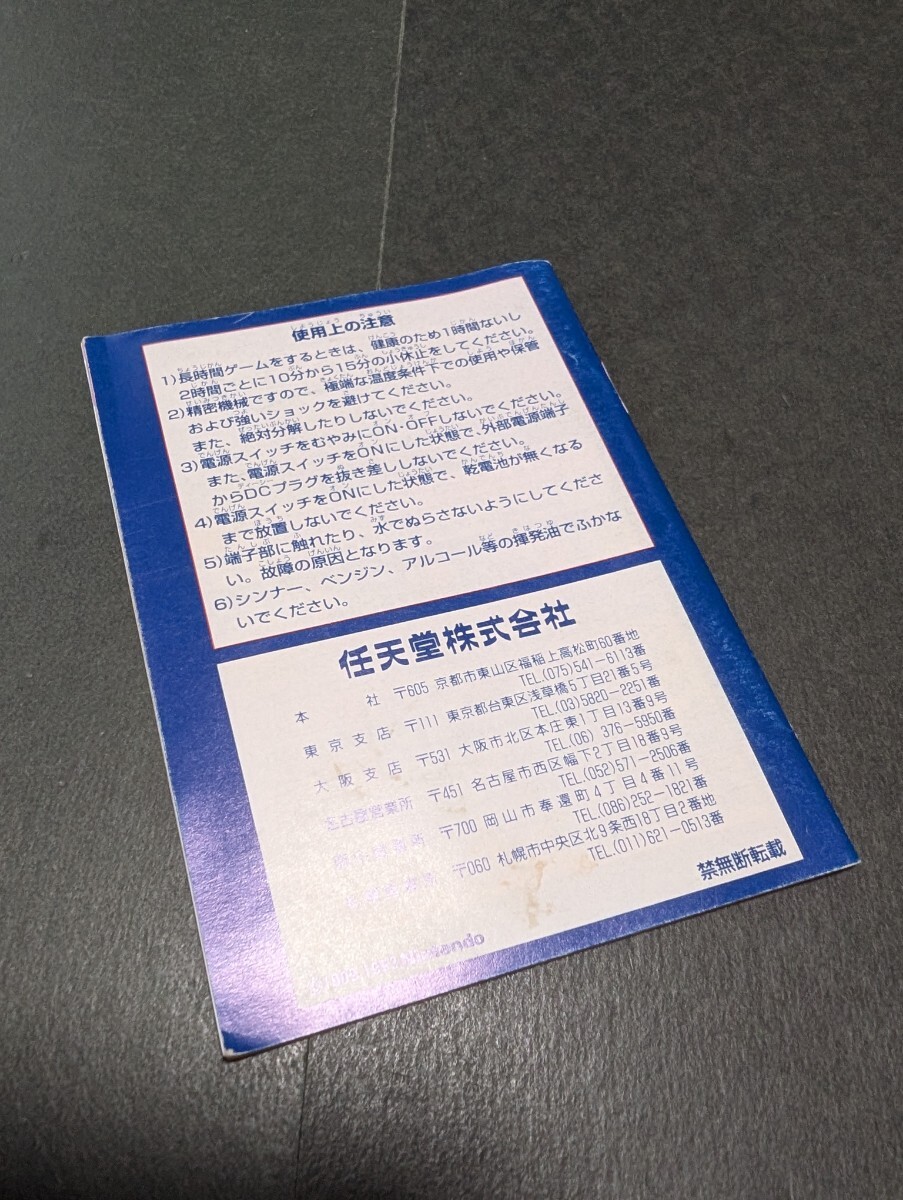 使用上の注意
1)長時間ゲームをするときは、健康のため1時間ないし
2時間ごとに10分から15分の小休止をしてください。
2)精密機械ですので、極端な温度条件下での使用や保管
および強いショックを避けてください。
また、絶対分解したりしないでください。
3)電源スイッチをむやみにON・OFFしないでください。
また、電源スイッチをONにした状態で、外部電源端子
からDCプラグを抜き差ししないでください。
4)電源スイッチをONにした状態で、乾電池が無くなる
まで放置しないでください。
5)端子部に触れたり、水でぬらさないようにしてくださ
い。故障の原因となります。
6)シンナー、ベンジン、アルコール等の揮発油でふかな
いでください。
任天堂株式会社
本 社 〒605 京都市東山区福稲上高松町60番地
TEL.(075)541-6113番
東京支店 〒111 東京都台東区浅草橋5丁目21番5号
TEL.(03)5820-2251番
大阪支店 〒531 大阪市北区本庄東1丁目13番9号
TEL.(06) 376-5950番
名古屋営業所 〒451 名古屋市西区幅下2丁目18番9号
TEL.(052)571-2506番
〒700 岡山市奉還町4丁目4番11号
TEL.(086)252-1821番
〒060 札幌市中央区北9条西18丁目2番地
TEL.(011)621-0513番
禁無断転載
Nintendo